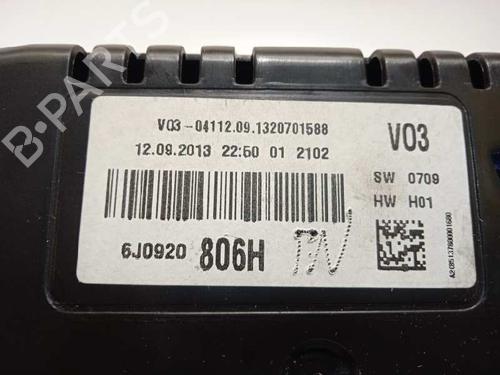 V03-04112.09.1320701588
12.09.2013 22:50 01 2102
6J0920 806H
V03
SW 0709
HW H01
A2C85137600001680
B-PARTS